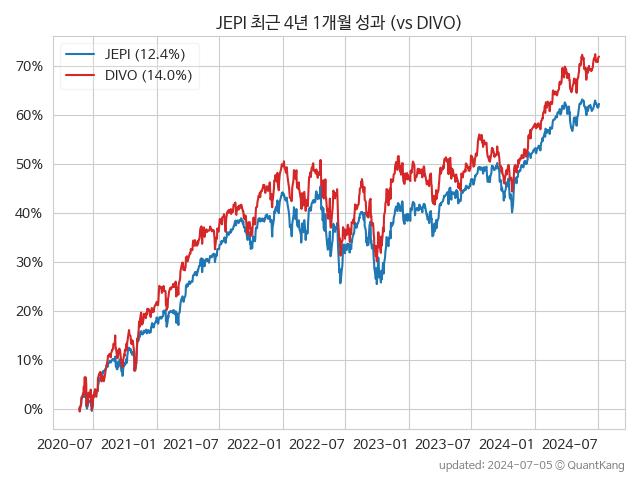 JEPI 최근 4년 1개월 성과 (vs DIVO)
JEPI (12.4%)
DIVO (14.0%)
70%
60%
50%
40%
30%
20%
10%
0%
2020-07 2021-01 2021-07 2022-01 2022-07 2023-01 2023-07 2024-01 2024-07
updated: 2024-07-05 © QuantKang